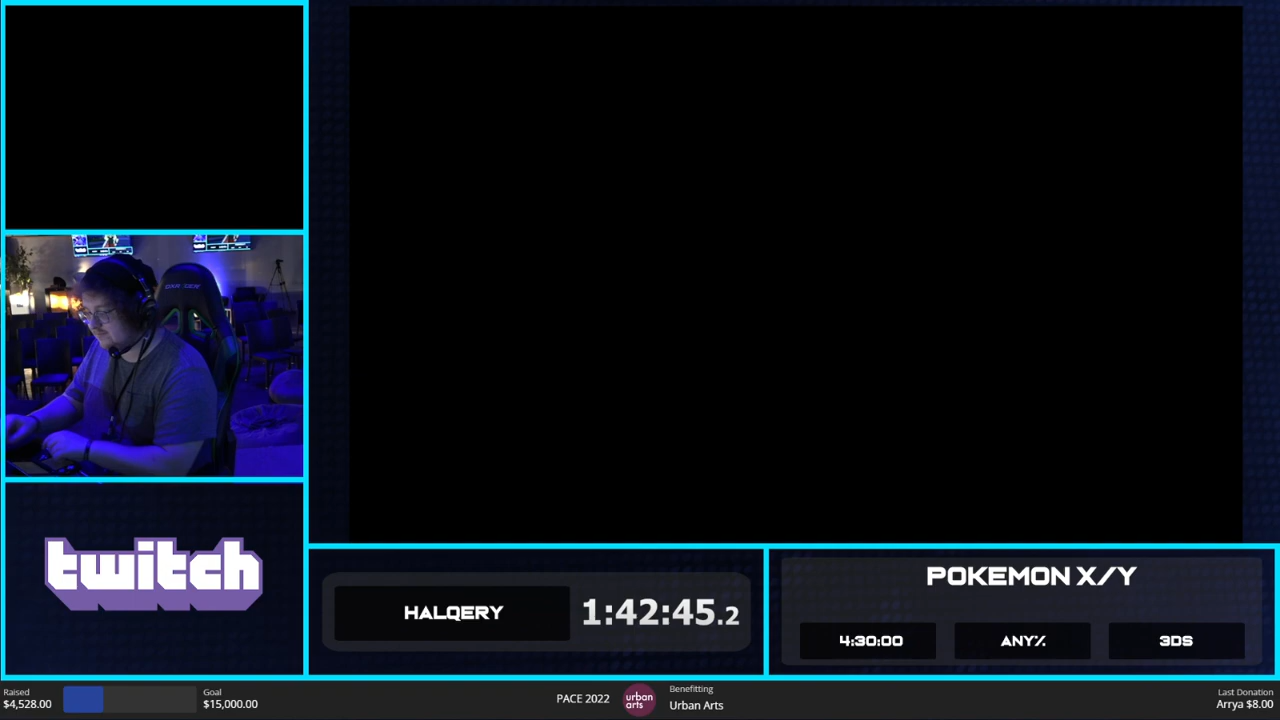 twitch
HALQERY
1:42:45.2
POKEMON X/Y
4:30:00
ANY%
3DS
Raised
$4,528.00
Goal
$15,000.00
PACE 2022
urban
arts
Benefitting
Urban Arts
Last Donation
Arrya $8.00